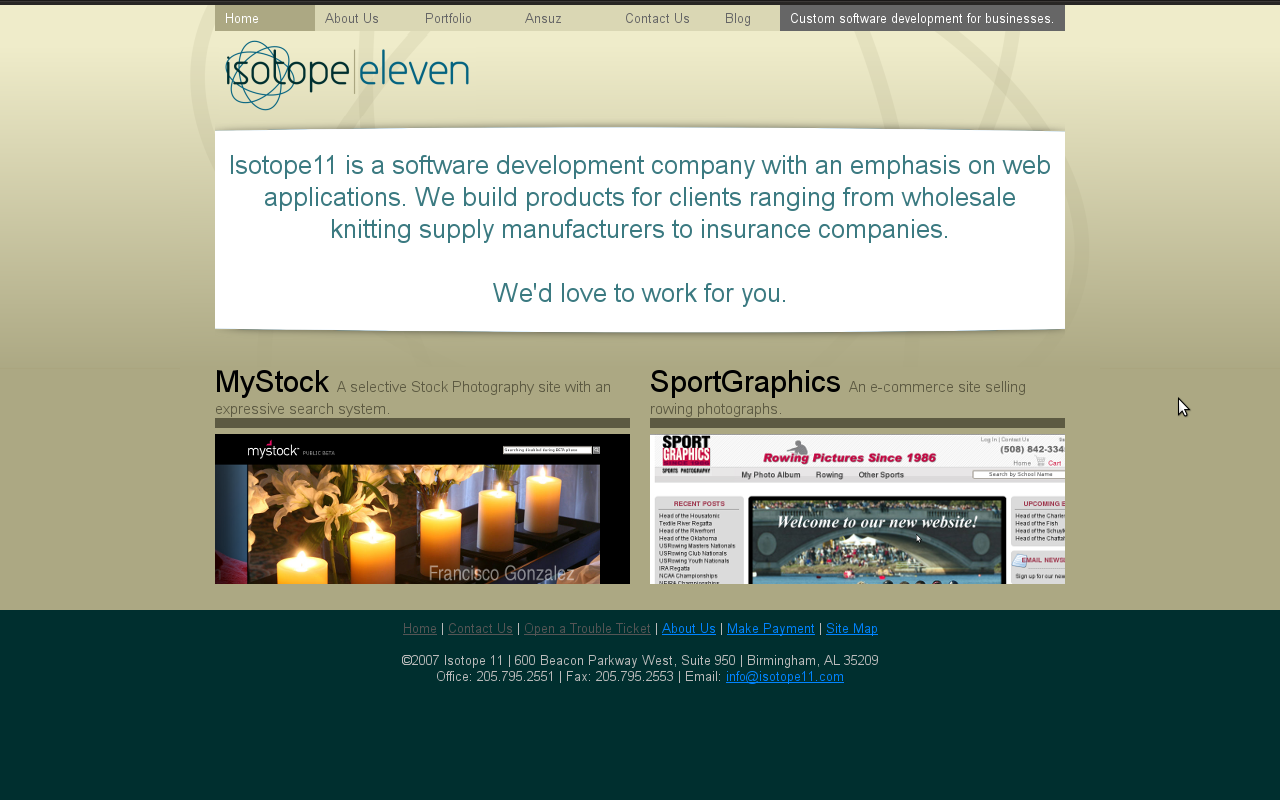 Home About Us Portfolio Ansuz Contact Us Blog Custom software development for businesses.
isotope eleven
Isotope11 is a software development company with an emphasis on web
applications. We build products for clients ranging from wholesale
knitting supply manufacturers to insurance companies.
We'd love to work for you.
MyStock A selective Stock Photography site with an
expressive search system.
mystock PUBLIC BETA
Searching disabled during BETA phase
Francisco Gonzalez
SportGraphics An e-commerce site selling
rowing photographs.
SPORT
GRAPHICS
SPORTS PHOTOGRAPHY
Rowing Pictures Since 1986
Log In | Contact Us
(508) 842-334
Home Cart
My Photo Album Rowing Other Sports
Search by School Name
RECENT POSTS
Head of the Housatonic
Textile River Regatta
Head of the Riverfront
Head of the Oklahoma
USRowing Masters Nationals
USRowing Club Nationals
USRowing Youth Nationals
IRA Regatta
NCAA Championships
Welcome to our new website!
UPCOMING E
Head of the Charle
Head of the Fish
Head of the Schuylk
Head of the Chattah
EMAIL NEWSL
Sign up for our new
Home | Contact Us | Open a Trouble Ticket | About Us | Make Payment | Site Map
©2007 Isotope 11 | 600 Beacon Parkway West, Suite 950 | Birmingham, AL 35209
Office: 205.795.2551 | Fax: 205.795.2553 | Email: info@isotope11.com